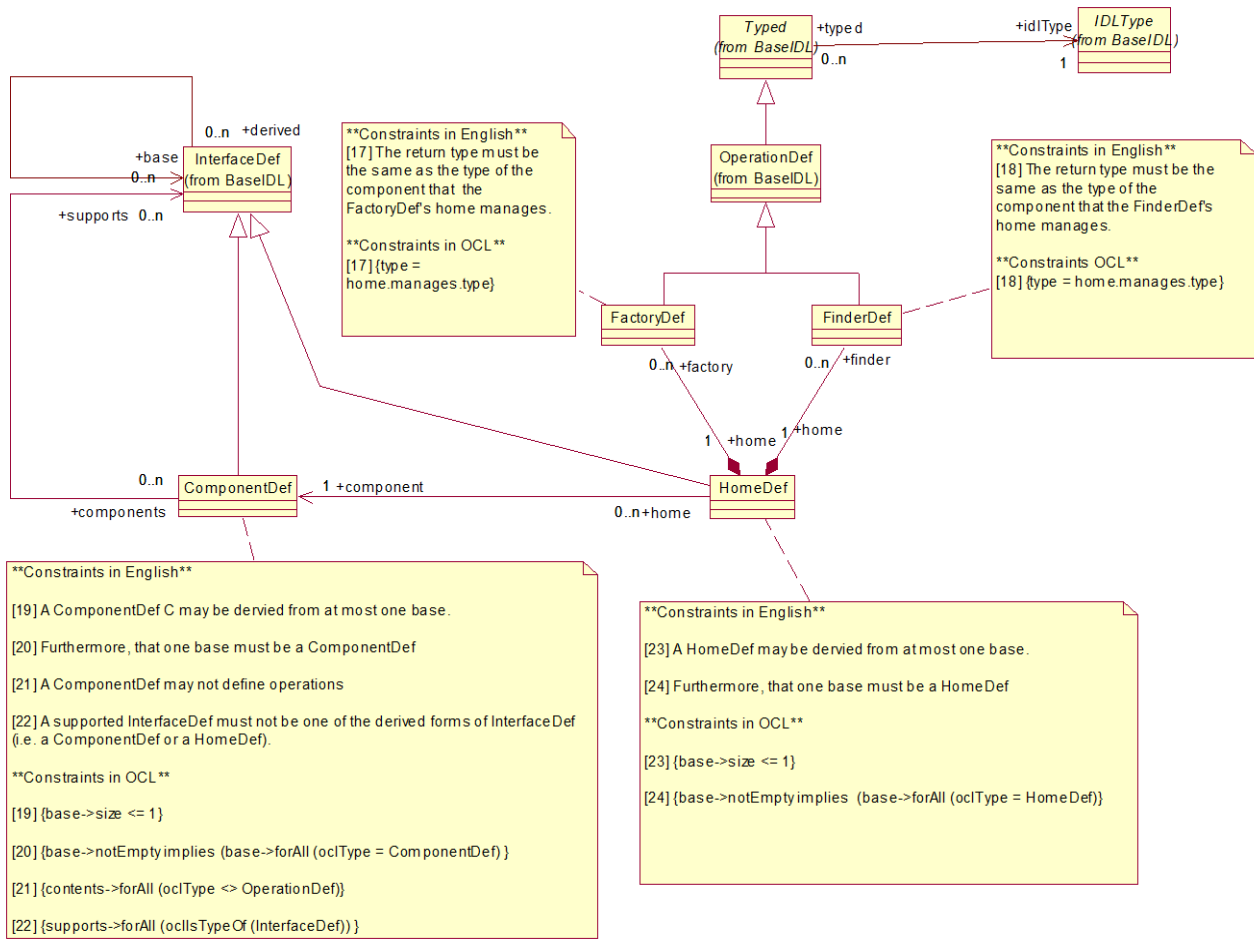 Typed
(from BaseIDL)
+typed
0..n
+idlType
1
IDLType
(from BaseIDL)
0..n +derived
+base
0..n
InterfaceDef
(from BaseIDL)
+supports 0..n
**Constraints in English**
[17] The return type must be
the same as the type of the
component that the
FactoryDef's home manages.
**Constraints in OCL**
[17] {type =
home.manages.type}
OperationDef
(from BaseIDL)
**Constraints in English**
[18] The return type must be the
same as the type of the
component that the FinderDef's
home manages.
**Constraints OCL**
[18] {type = home.manages.type}
FactoryDef
FinderDef
0..n +factory
0..n +finder
1 +home
1 +home
0..n
ComponentDef
+components
1 +component
0..n +home
HomeDef
**Constraints in English**
[19] A ComponentDef C may be dervied from at most one base.
[20] Furthermore, that one base must be a ComponentDef
[21] A ComponentDef may not define operations
[22] A supported InterfaceDef must not be one of the derived forms of InterfaceDef
(i.e. a ComponentDef or a HomeDef).
**Constraints in OCL**
[19] {base->size <= 1}
[20] {base->notEmpty implies (base->forAll (oclType = ComponentDef) }
[21] {contents->forAll (oclType <> OperationDef)}
[22] {supports->forAll (oclIsTypeOf (InterfaceDef)) }
**Constraints in English**
[23] A HomeDef may be dervied from at most one base.
[24] Furthermore, that one base must be a HomeDef
**Constraints in OCL**
[23] {base->size <= 1}
[24] {base->notEmpty implies (base->forAll (oclType = HomeDef)}